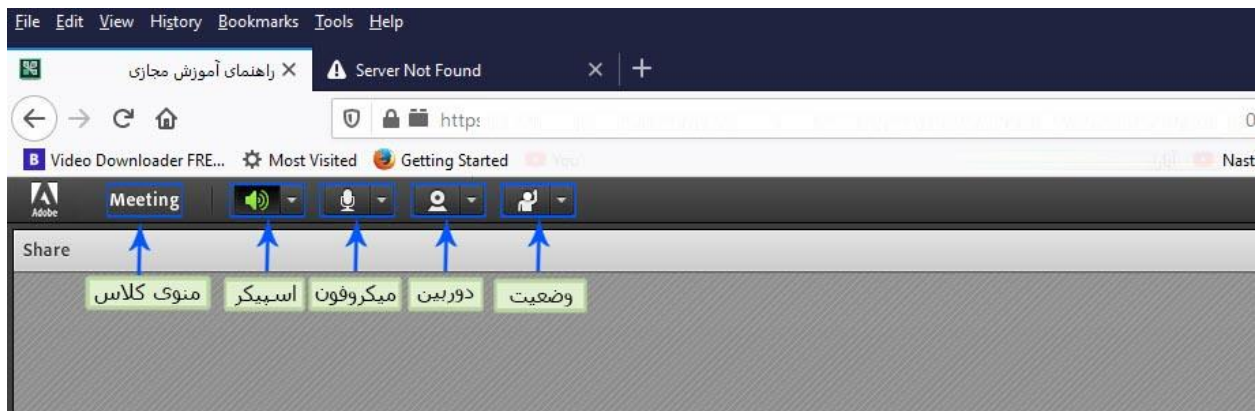 File Edit View History Bookmarks Tools Help
راهنمای آموزش مجازی Server Not Found
https
Video Downloader FRE... Most Visited Getting Started Nast
Adobe Meeting
Share
منوی کلاس اسپیکر میکروفون دوربین وضعیت